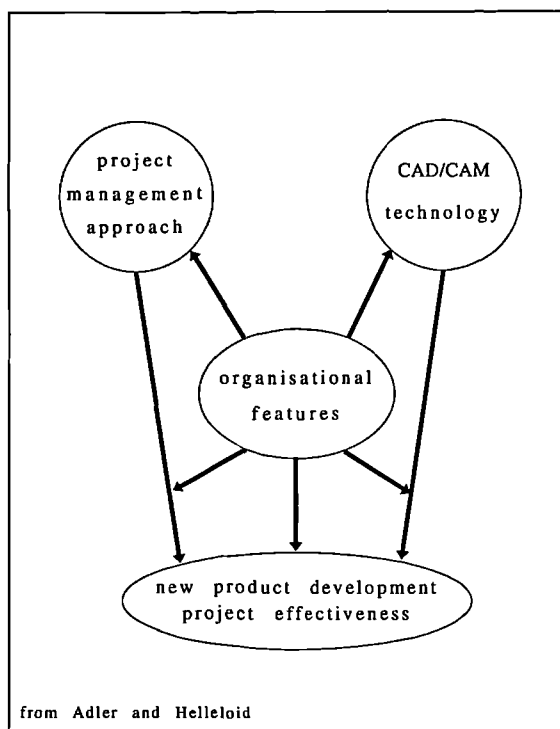 project
management
approach
CAD/CAM
technology
organisational
features
new product development
project effectiveness
from Adler and Helleloid